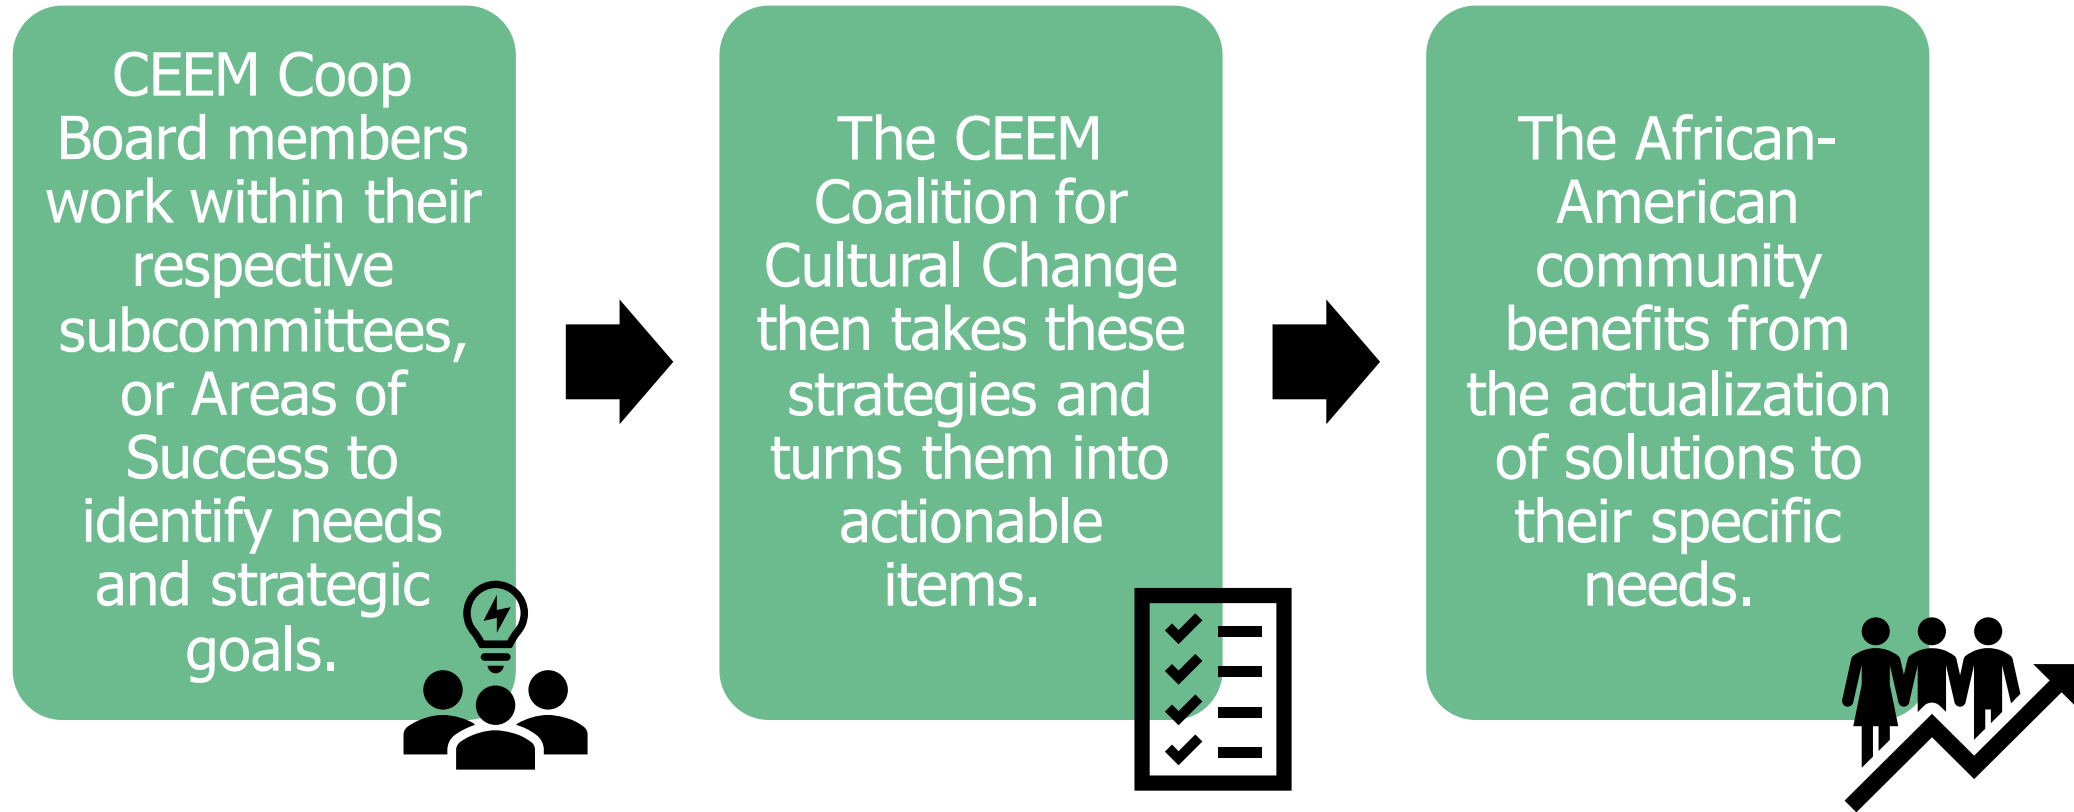 CEEM Coop
Board members
work within their
respective
subcommittees,
or Areas of
Success to
identify needs
and strategic
goals.
The CEEM
Coalition for
Cultural Change
then takes these
strategies and
turns them into
actionable
items.
The African-
American
community
benefits from
the actualization
of solutions to
their specific
needs.